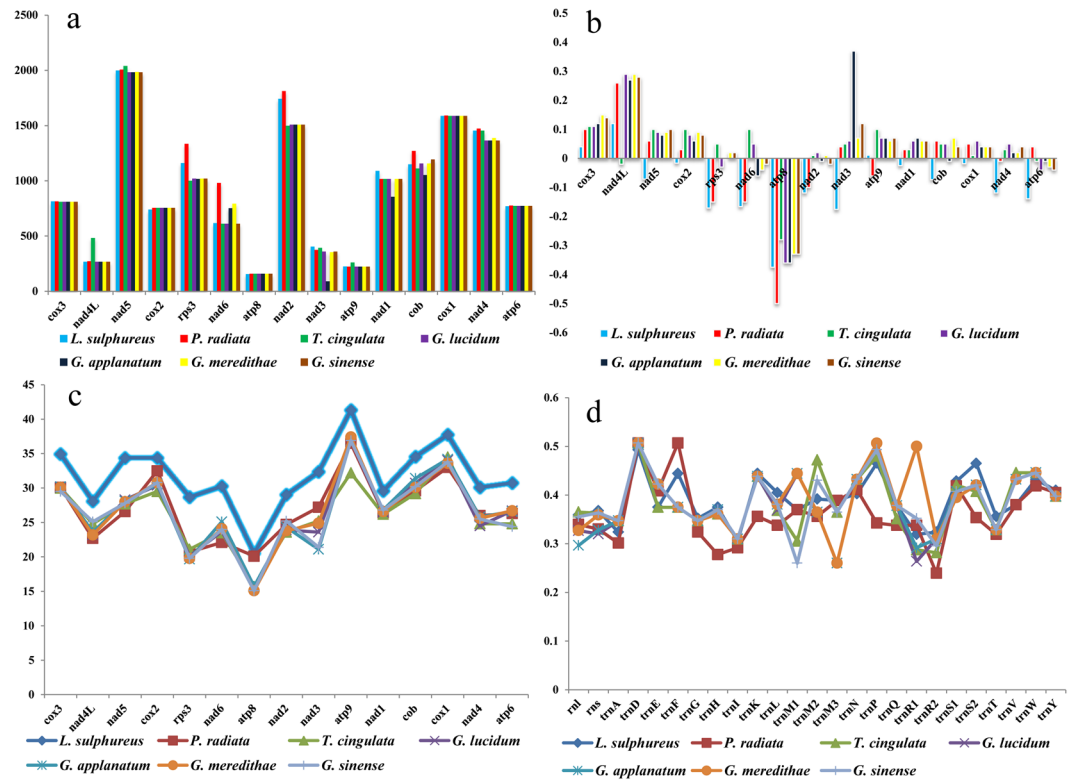 a
2500
2000
1500
1000
500
0
cox3 nad4L nad5 cox2 rps3 nad6 atp8 nad2 nad3 atp9 nad1 cob cox1 nad4 atp6
L. sulphureus P. radiata T. cingulata G. lucidum
G. applanatum G. meredithae G. sinense
b
0.5
0.4
0.3
0.2
0.1
0
-0.1
-0.2
-0.3
-0.4
-0.5
-0.6
cox3 nad4L nad5 cox2 rps3 nad6 atp8 nad2 nad3 atp9 nad1 cob cox1 nad4 atp6
L. sulphureus P. radiata T. cingulata G. lucidum
G. applanatum G. meredithae G. sinense
c
45
40
35
30
25
20
15
10
5
0
cox3 nad4L nad5 cox2 rps3 nad6 atp8 nad2 nad3 atp9 nad1 cob cox1 nad4 atp6
L. sulphureus P. radiata T. cingulata G. lucidum
G. applanatum G. meredithae G. sinense
d
0.6
0.5
0.4
0.3
0.2
0.1
0
rnl rns trnA trnD trnE trnF trnG trnH trnI trnK trnL trnM1 trnM2 trnM3 trnN trnP trnQ trnR1 trnR2 trnS1 trnS2 trnT trnV trnW trnY
L. sulphureus P. radiata T. cingulata G. lucidum
G. applanatum G. meredithae G. sinense